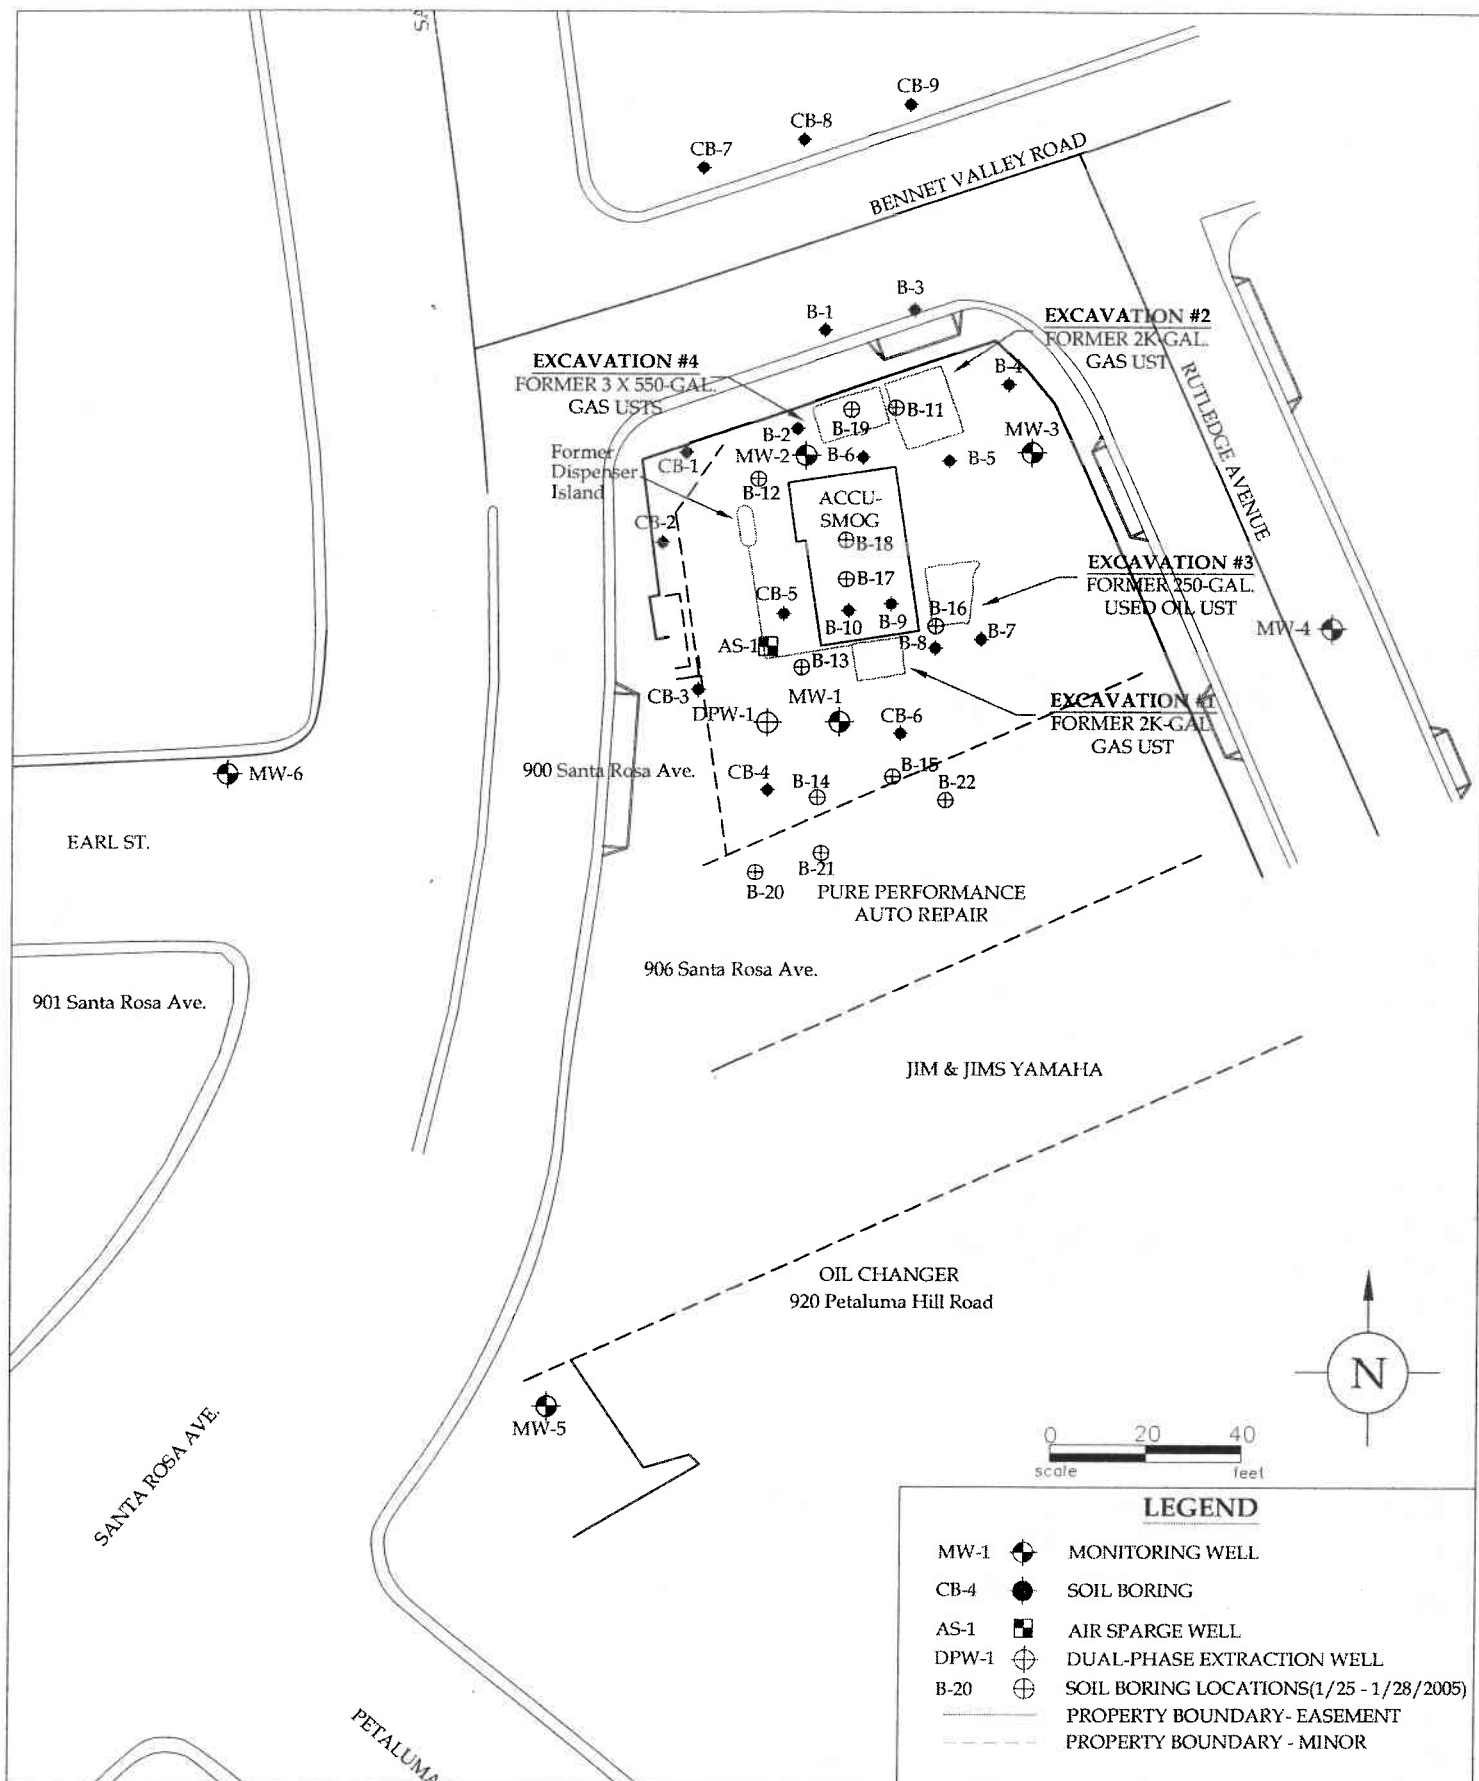 SA
CB-9
CB-8
CB-7
BENNET VALLEY ROAD
B-3
B-1
EXCAVATION #2
FORMER 2K-GAL.
GAS UST
EXCAVATION #4
FORMER 3 X 550-GAL.
GAS USTS
B-4
RUTLEDGE AVENUE
B-11
B-19
B-2
MW-3
Former
Dispenser
Island
CB-1
MW-2
B-6
B-5
B-12
ACCU-
SMOG
CB-2
B-18
EXCAVATION #3
FORMER 250-GAL.
USED OIL UST
B-17
CB-5
B-10
B-9
B-16
MW-4
B-7
B-8
AS-1
B-13
CB-3
MW-1
DPW-1
EXCAVATION #1
FORMER 2K-GAL
GAS UST
CB-6
900 Santa Rosa Ave.
MW-6
CB-4
B-14
B-15
B-22
EARL ST.
B-21
B-20
PURE PERFORMANCE
AUTO REPAIR
906 Santa Rosa Ave.
901 Santa Rosa Ave.
JIM & JIMS YAMAHA
OIL CHANGER
920 Petaluma Hill Road
N
MW-5
0 20 40
scale feet
SANTA ROSA AVE.
PETALUMA
LEGEND
MW-1 MONITORING WELL
CB-4 SOIL BORING
AS-1 AIR SPARGE WELL
DPW-1 DUAL-PHASE EXTRACTION WELL
B-20 SOIL BORING LOCATIONS(1/25 - 1/28/2005)
PROPERTY BOUNDARY- EASEMENT
PROPERTY BOUNDARY - MINOR